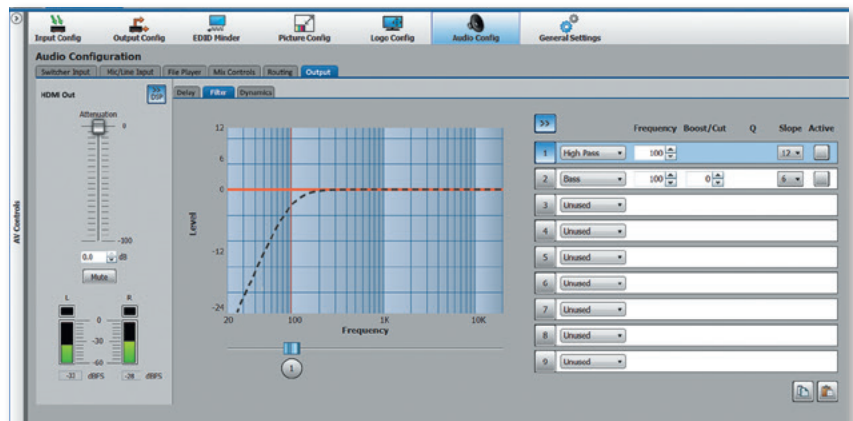 Input Config Output Config EDID Minder Picture Config Logo Config Audio Config General Settings
Audio Configuration
Switcher Input Mic/Line Input File Player Mix Controls Routing Output
HDMI Out >> DSP
Delay Filter Dynamics
Attenuation
0
-100
0.0 dB
Mute
L R
0
-30
-60
dBFS dBFS
AV Controls
12
6
0
-12
-24
Level
20 100 1K 10K
Frequency
1
>> Frequency Boost/Cut Q Slope Active
1 High Pass 100 12
2 Bass 100 0 6
3 Unused
4 Unused
5 Unused
6 Unused
7 Unused
8 Unused
9 Unused